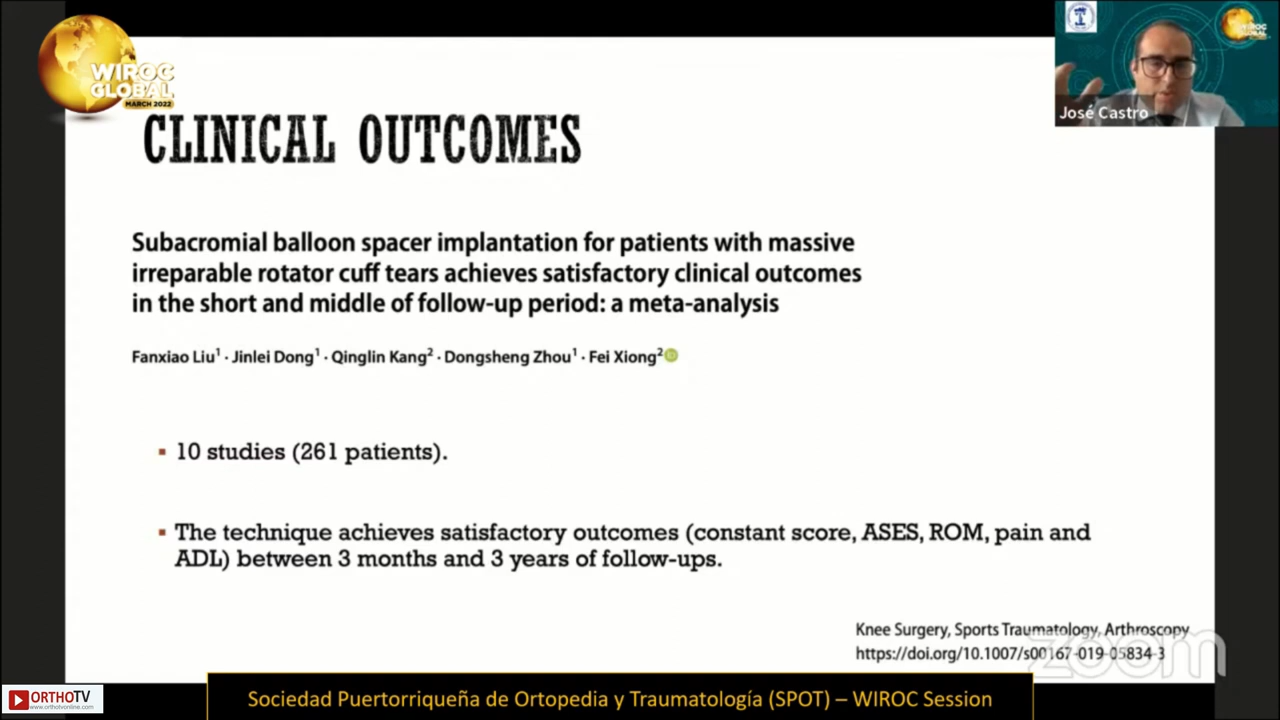 WIROC
GLOBAL
MARCH 2022
José Castro
CLINICAL OUTCOMES
Subacromial balloon spacer implantation for patients with massive
irreparable rotator cuff tears achieves satisfactory clinical outcomes
in the short and middle of follow-up period: a meta-analysis
Fanxiao Liu1 · Jinlei Dong1 · Qinglin Kang2 · Dongsheng Zhou1 · Fei Xiong2
▪ 10 studies (261 patients).
▪ The technique achieves satisfactory outcomes (constant score, ASES, ROM, pain and
ADL) between 3 months and 3 years of follow-ups.
Knee Surgery, Sports Traumatology, Arthroscopy
https://doi.org/10.1007/s00167-019-05834-3
zoom
ORTHOTV
www.orthotvonline.com
Sociedad Puertorriqueña de Ortopedia y Traumatología (SPOT) – WIROC Session